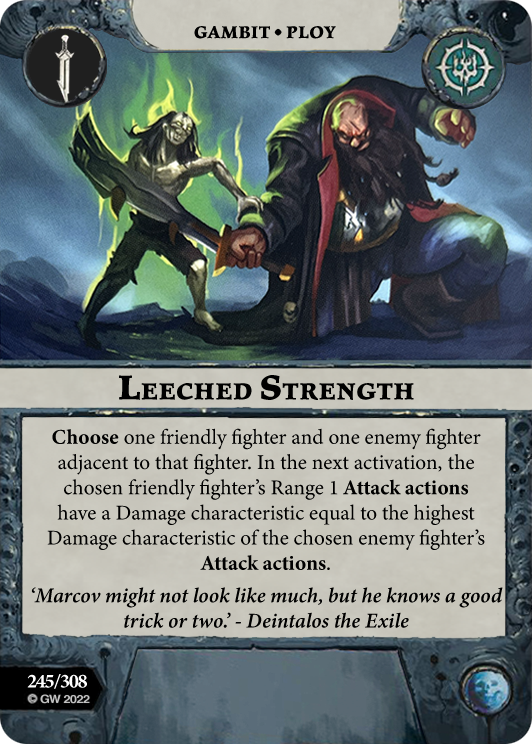 GAMBIT • PLOY
LEECHED STRENGTH
Choose one friendly fighter and one enemy fighter
adjacent to that fighter. In the next activation, the
chosen friendly fighter's Range 1 Attack actions
have a Damage characteristic equal to the highest
Damage characteristic of the chosen enemy fighter's
Attack actions.
‘Marcov might not look like much, but he knows a good
trick or two.’ - Deintalos the Exile
245/308
© GW 2022